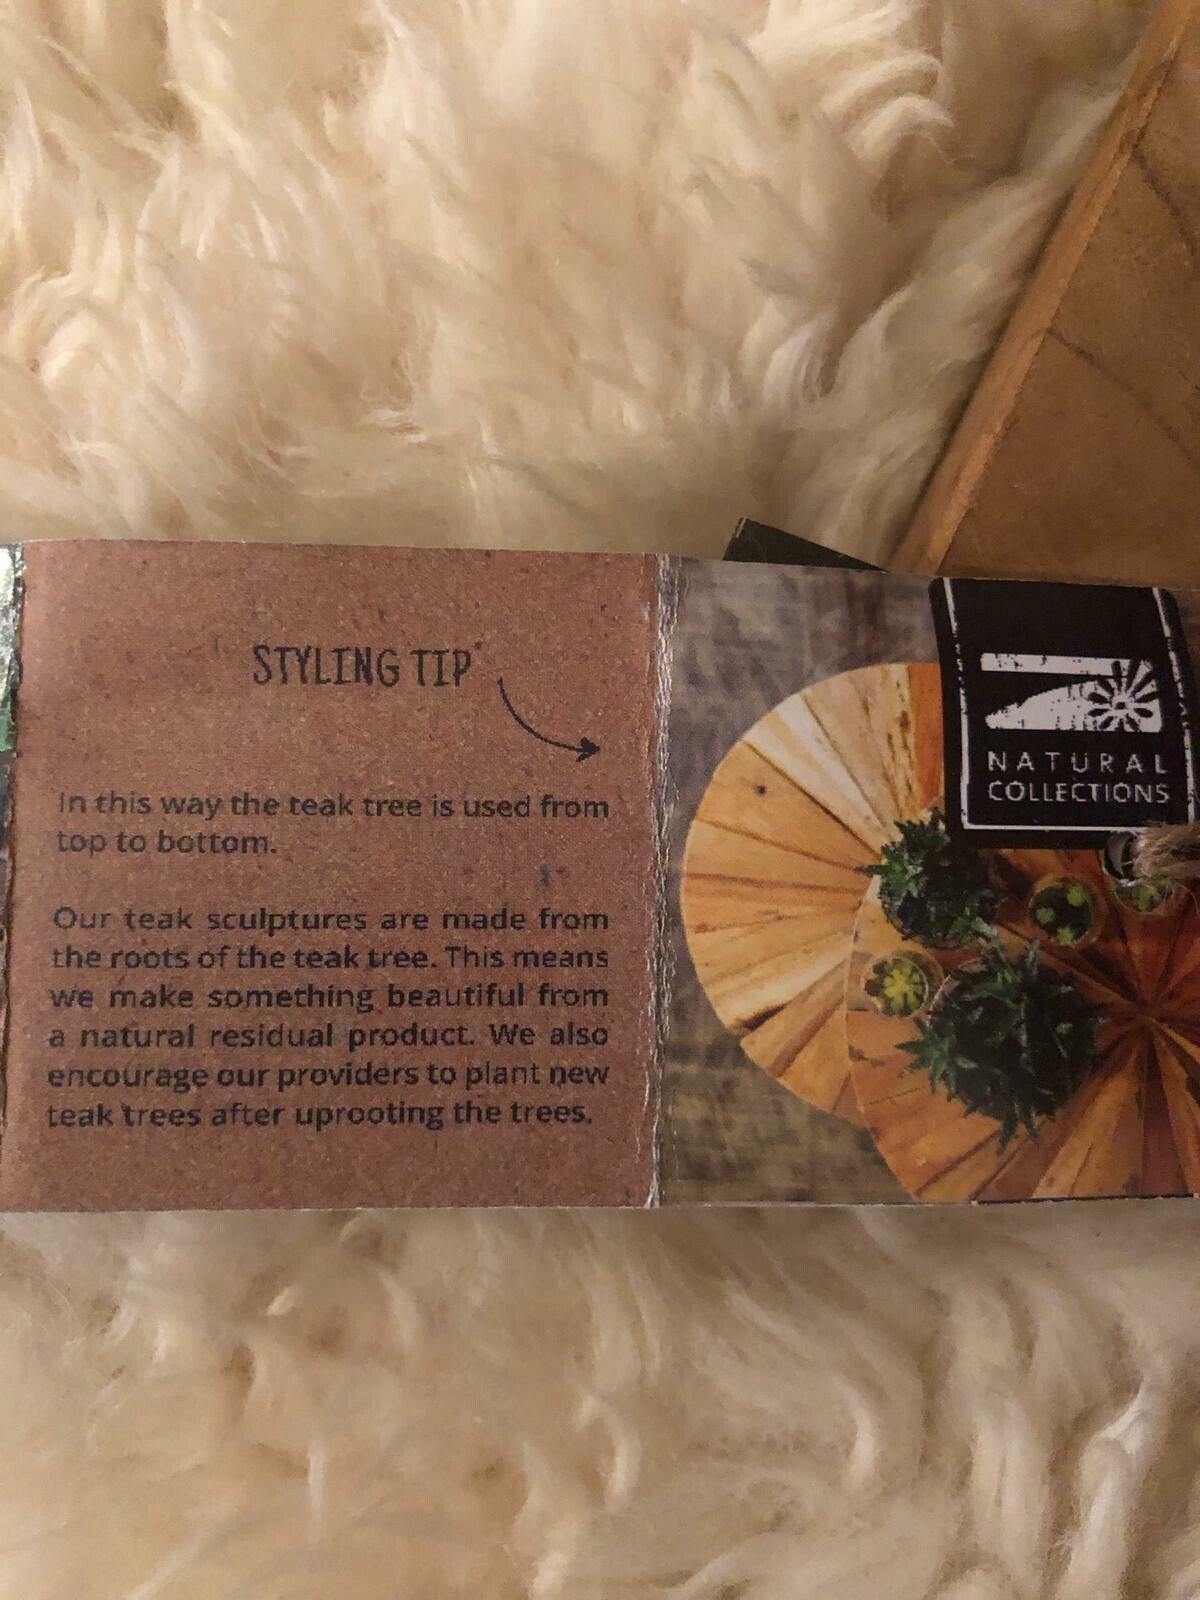 STYLING TIP
In this way the teak tree is used from
top to bottom.
Our teak sculptures are made from
the roots of the teak tree. This means
we make something beautiful from
a natural residual product. We also
encourage our providers to plant new
teak trees after uprooting the trees.
NATURAL
COLLECTIONS